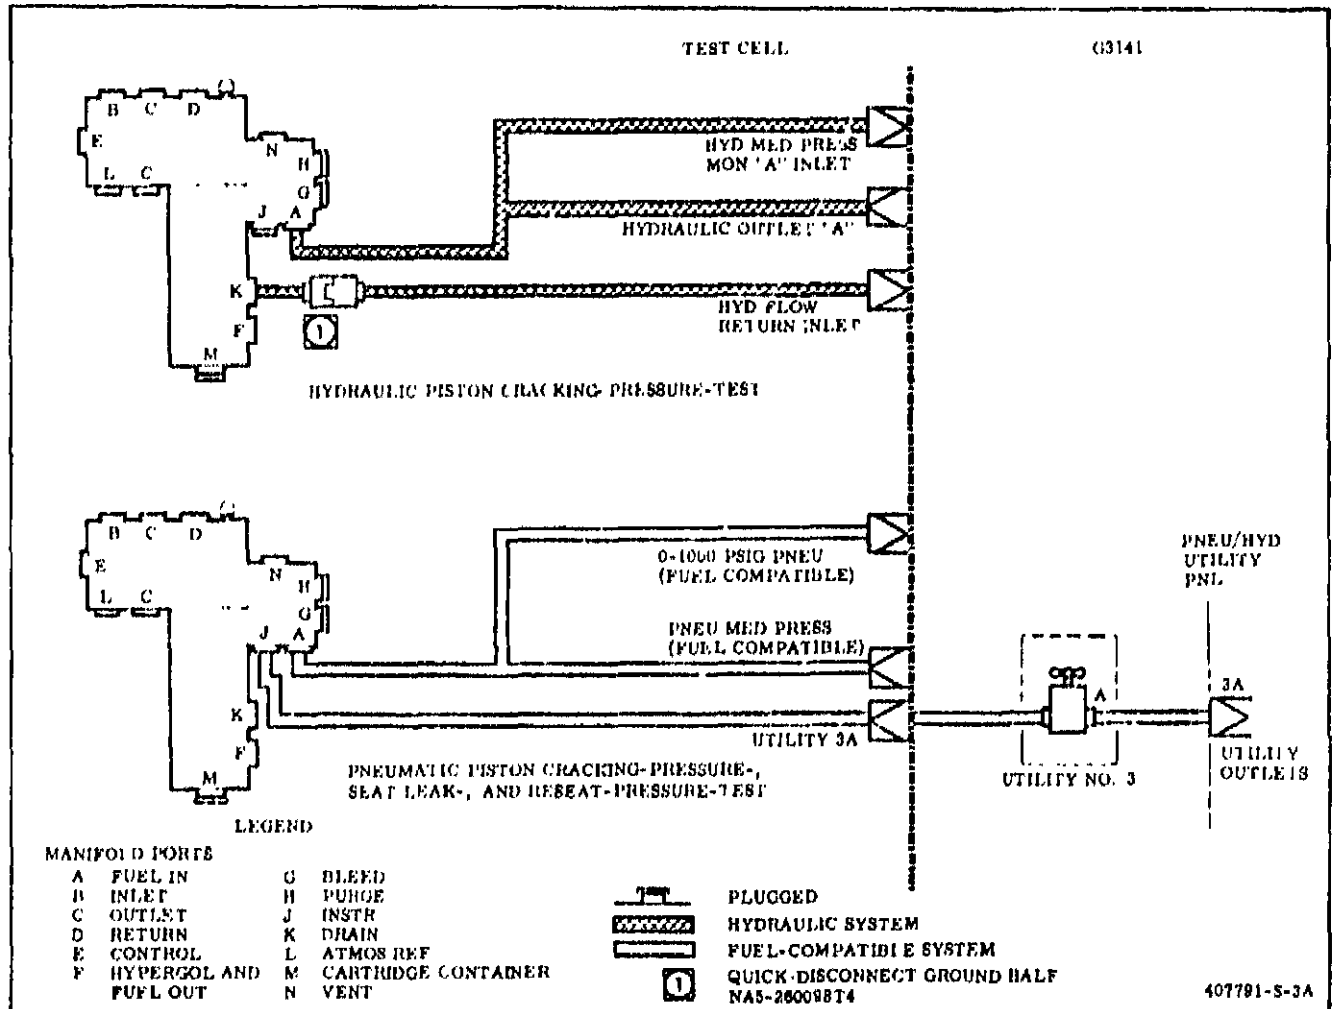 TEST CELL
G3141
B C D
E
N
H
L C
G
J A
HYD MED PRESS
MON "A" INLET
HYDRAULIC OUTLET "A"
K
HYD FLOW
RETURN INLET
F
1
M
HYDRAULIC PISTON CRACKING-PRESSURE-TEST
B C D
E
N
H
L C
G
J A
0-1000 PSIG PNEU
(FUEL COMPATIBLE)
PNEU/HYD
UTILITY
PNL
PNEU MED PRESS
(FUEL COMPATIBLE)
A
3A
K
UTILITY 3A
F
UTILITY
OUTLETS
UTILITY NO. 3
M
PNEUMATIC PISTON CRACKING-PRESSURE-,
SEAT LEAK-, AND RESEAT-PRESSURE-TEST
LEGEND
MANIFOLD PORTS
A FUEL IN
B INLET
C OUTLET
D RETURN
E CONTROL
F HYPERGOL AND
FUEL OUT
G BLEED
H PURGE
J INSTR
K DRAIN
L ATMOS REF
M CARTRIDGE CONTAINER
N VENT
PLUGGED
HYDRAULIC SYSTEM
FUEL-COMPATIBLE SYSTEM
1 QUICK-DISCONNECT GROUND HALF
NA5-260098T4
407791-S-3A